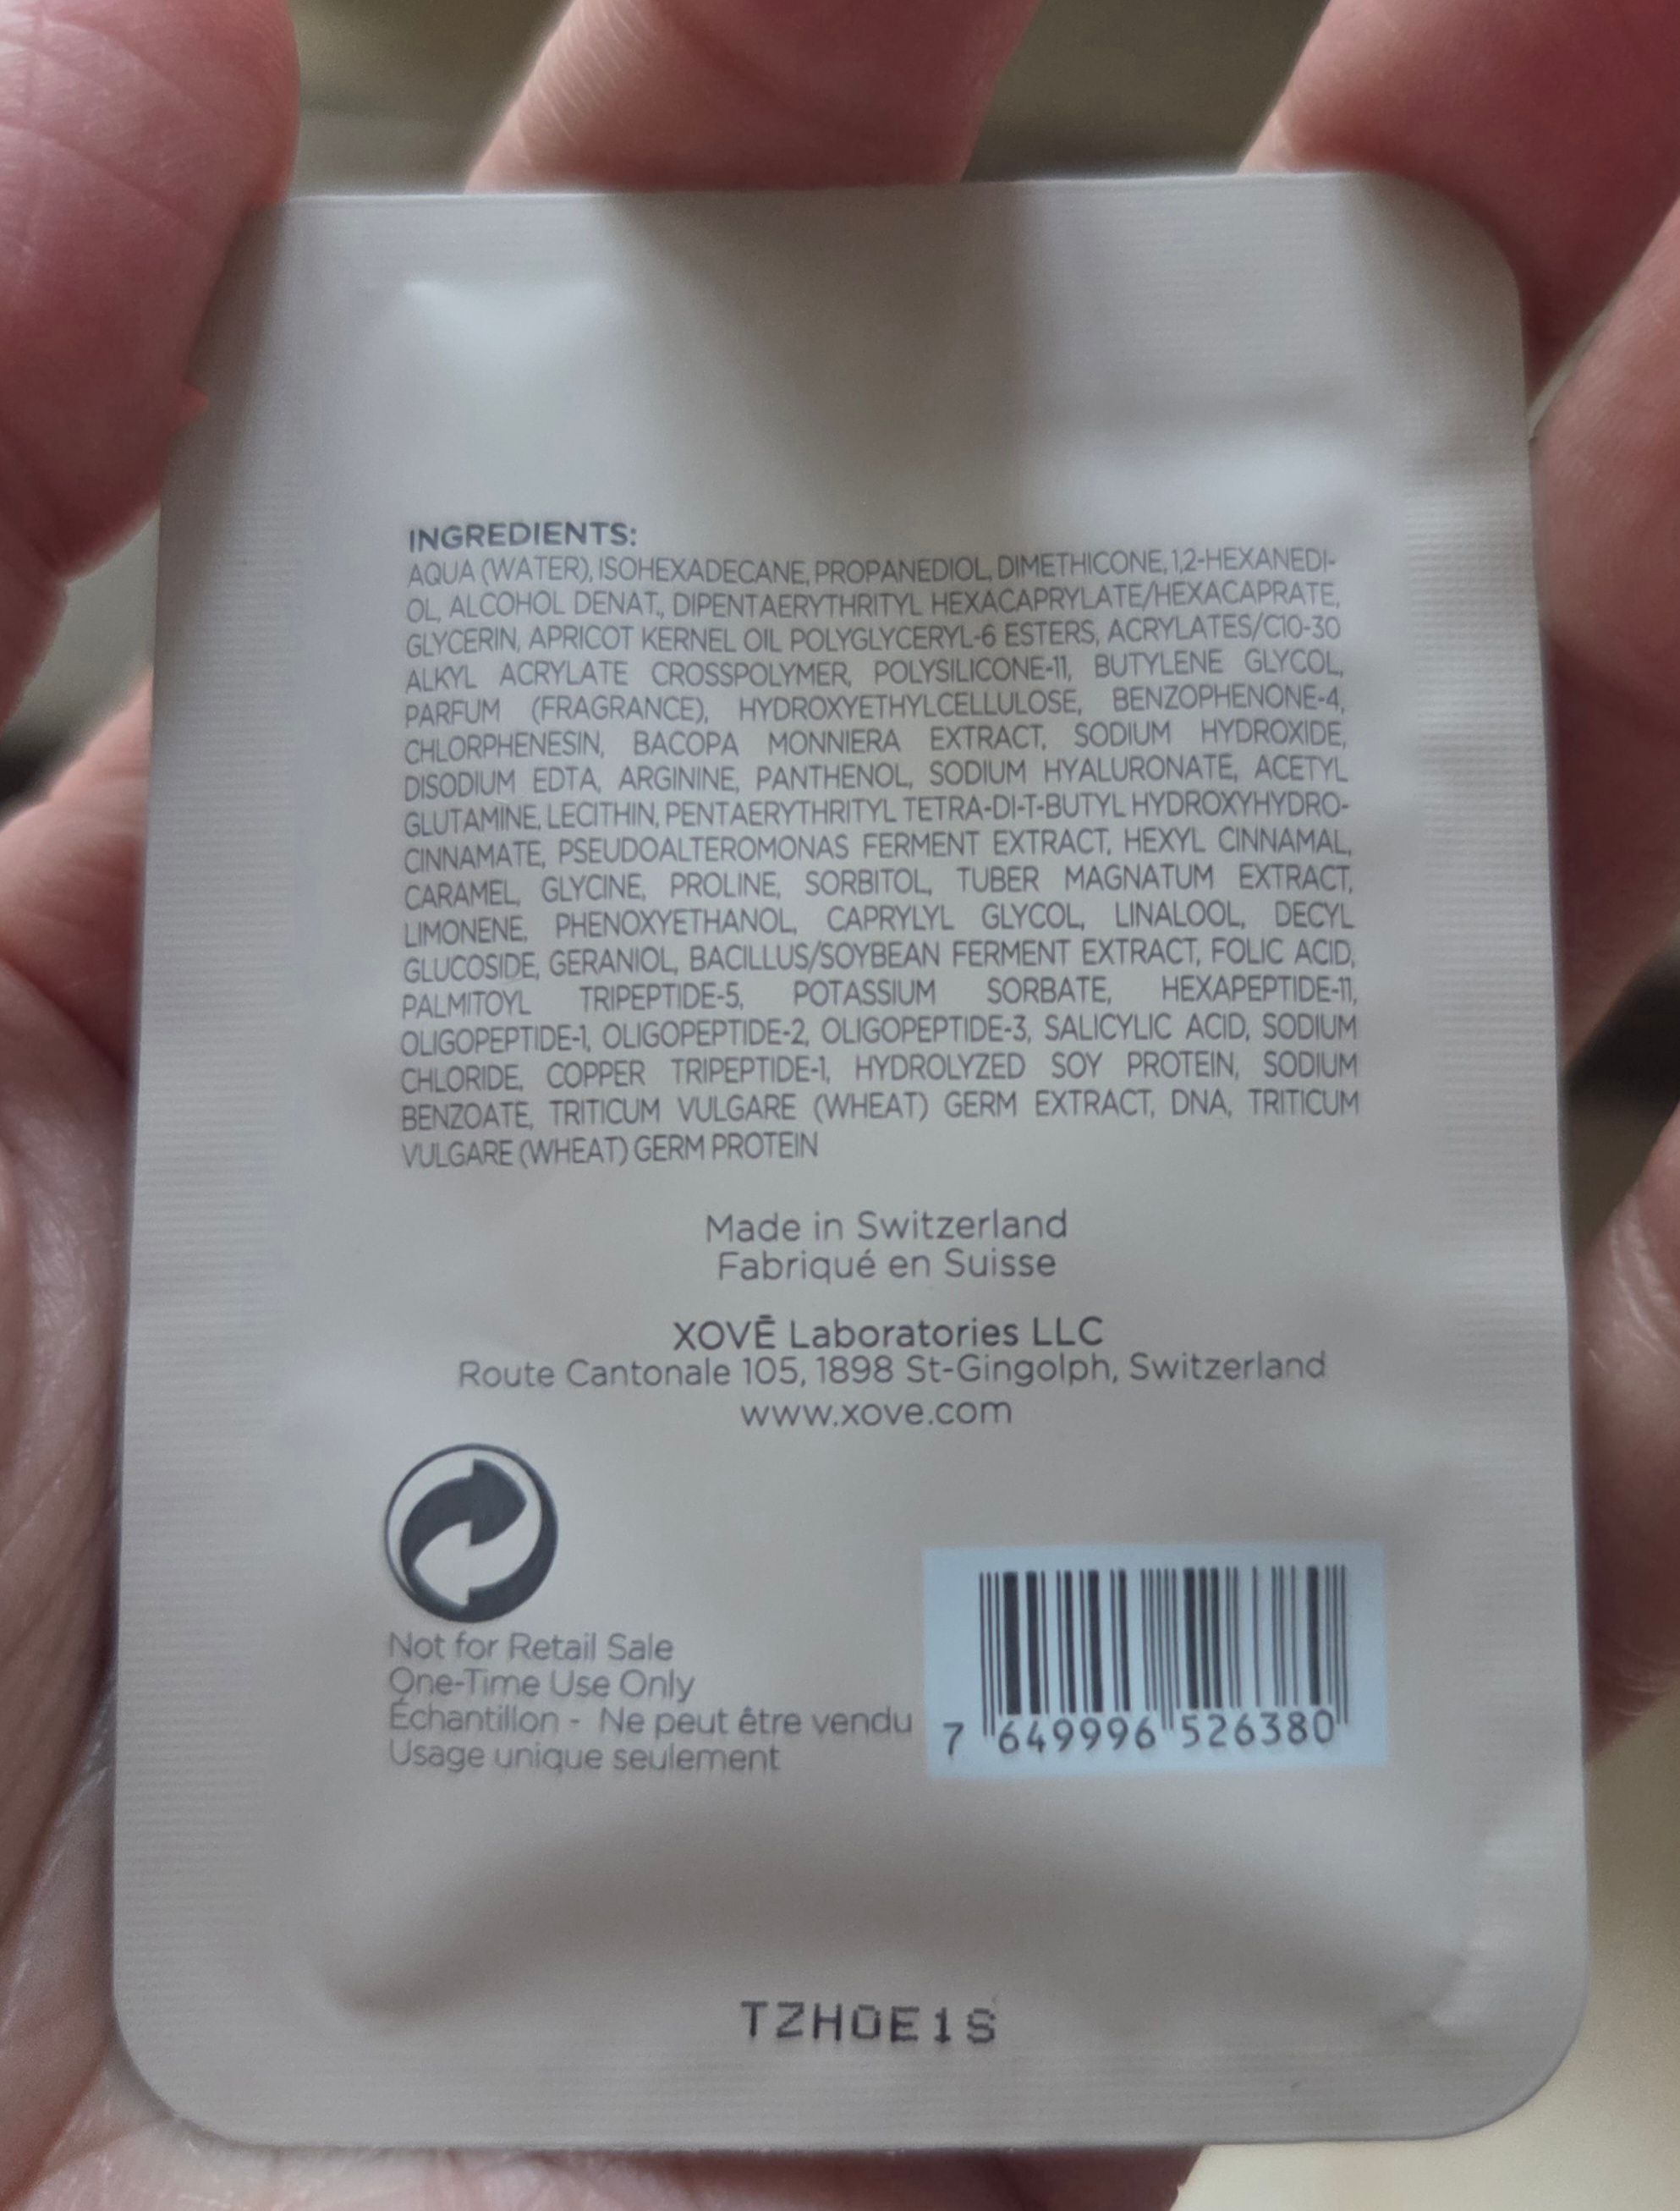 INGREDIENTS:
AQUA (WATER), ISOHEXADECANE, PROPANEDIOL, DIMETHICONE, 1,2-HEXANEDI-
OL, ALCOHOL DENAT., DIPENTAERYTHRITYL HEXACAPRYLATE/HEXACAPRATE,
GLYCERIN, APRICOT KERNEL OIL POLYGLYCERYL-6 ESTERS, ACRYLATES/C10-30
ALKYL ACRYLATE CROSSPOLYMER, POLYSILICONE-11, BUTYLENE GLYCOL,
PARFUM (FRAGRANCE), HYDROXYETHYLCELLULOSE, BENZOPHENONE-4,
CHLORPHENESIN, BACOPA MONNIERA EXTRACT, SODIUM HYDROXIDE,
DISODIUM EDTA, ARGININE, PANTHENOL, SODIUM HYALURONATE, ACETYL
GLUTAMINE, LECITHIN, PENTAERYTHRITYL TETRA-DI-T-BUTYL HYDROXYHYDRO-
CINNAMATE, PSEUDOALTEROMONAS FERMENT EXTRACT, HEXYL CINNAMAL,
CARAMEL, GLYCINE, PROLINE, SORBITOL, TUBER MAGNATUM EXTRACT,
LIMONENE, PHENOXYETHANOL, CAPRYLYL GLYCOL, LINALOOL, DECYL
GLUCOSIDE, GERANIOL, BACILLUS/SOYBEAN FERMENT EXTRACT, FOLIC ACID,
PALMITOYL TRIPEPTIDE-5, POTASSIUM SORBATE, HEXAPEPTIDE-11,
OLIGOPEPTIDE-1, OLIGOPEPTIDE-2, OLIGOPEPTIDE-3, SALICYLIC ACID, SODIUM
CHLORIDE, COPPER TRIPEPTIDE-1, HYDROLYZED SOY PROTEIN, SODIUM
BENZOATE, TRITICUM VULGARE (WHEAT) GERM EXTRACT, DNA, TRITICUM
VULGARE (WHEAT) GERM PROTEIN
Made in Switzerland
Fabriqué en Suisse
XOVĒ Laboratories LLC
Route Cantonale 105, 1898 St-Gingolph, Switzerland
www.xove.com
Not for Retail Sale
One-Time Use Only
Échantillon - Ne peut être vendu
Usage unique seulement
7 649996 526380
TZH0E1S